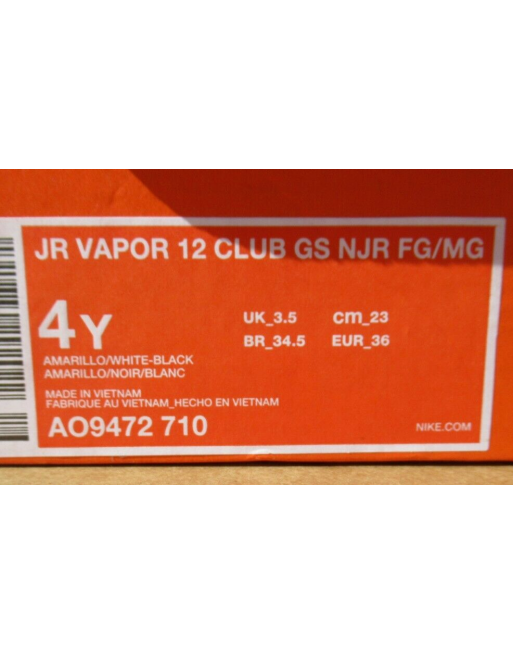 JR VAPOR 12 CLUB GS NJR FG/MG
4Y
UK_3.5 cm_23
BR_34.5 EUR_36
AMARILLO/WHITE-BLACK
AMARILLO/NOIR/BLANC
MADE IN VIETNAM
FABRIQUE AU VIETNAM_HECHO EN VIETNAM
AO9472 710
NIKE.COM